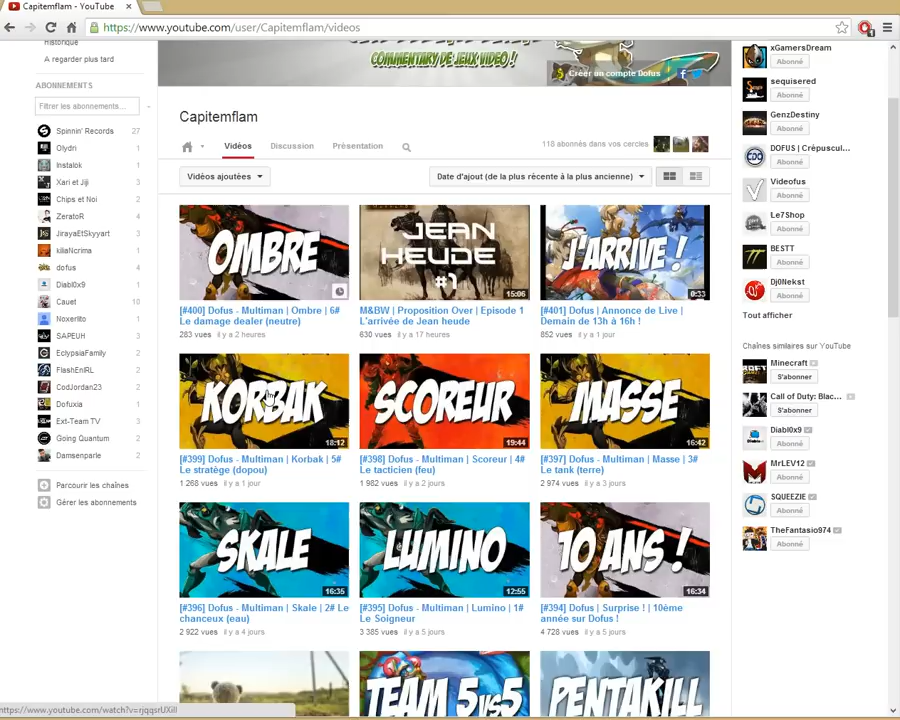 Capitemflam - YouTube
https://www.youtube.com/user/Capitemflam/videos
Historique
A regarder plus tard
ABONNEMENTS
Filtrer les abonnements...
Spinnin' Records 27
Olydri 1
Instalok 1
Xari et Jiji 3
Chips et Noi 2
ZeratoR 4
JirayaEtSkyyart 3
kiliaNcrima 1
dofus 2
Diabl0x9 1
Cauet 10
Noxerlito 1
SAPEUH 1
EclypsiaFamily 2
FlashEnIRL 2
CodJordan23 2
Dofuxia 2
Ext-Team TV 3
Going Quantum 2
Damsenparle 2
Parcourir les chaînes
Gérer les abonnements
COMMENTARY DE JEUX VIDEO !
Créer un compte Dofus
Capitemflam
Vidéos Discussion Présentation
118 abonnés dans vos cercles
Vidéos ajoutées
Date d'ajout (de la plus récente à la plus ancienne)
OMBRE
[#400] Dofus - Multiman | Ombre | 6#
Le damage dealer (neutre)
283 vues il y a 2 heures
JEAN
HEUDE
#1
15:06
M&BW | Proposition Over | Episode 1
L'arrivée de Jean heude
630 vues il y a 17 heures
J'ARRIVE !
0:33
[#401] Dofus | Annonce de Live |
Demain de 13h à 16h !
852 vues il y a 1 jour
KORBAK
18:12
[#399] Dofus - Multiman | Korbak | 5#
Le stratège (dopou)
1 268 vues il y a 1 jour
SCOREUR
19:44
[#398] Dofus - Multiman | Scoreur | 4#
Le tacticien (feu)
1 982 vues il y a 2 jours
MASSE
16:42
[#397] Dofus - Multiman | Masse | 3#
Le tank (terre)
2 974 vues il y a 3 jours
SKALE
16:35
[#396] Dofus - Multiman | Skale | 2# Le
chanceux (eau)
2 922 vues il y a 4 jours
LUMINO
12:55
[#395] Dofus - Multiman | Lumino | 1#
Le Soigneur
3 385 vues il y a 5 jours
10 ANS !
16:34
[#394] Dofus | Surprise ! | 10ème
année sur Dofus !
4 728 vues il y a 5 jours
TEAM 5VS5
PENTAKILL
xGamersDream
Abonné
sequisered
Abonné
GenzDestiny
Abonné
DOFUS | Crépuscul...
Abonné
Videofus
Abonné
Le7Shop
Abonné
BESTT
Abonné
Dj0Nekst
Abonné
Tout afficher
Chaînes similaires sur YouTube
Minecraft
S'abonner
Call of Duty: Blac...
S'abonner
Diabl0x9
Abonné
MrLEV12
Abonné
SQUEEZIE
Abonné
TheFantasio974
Abonné